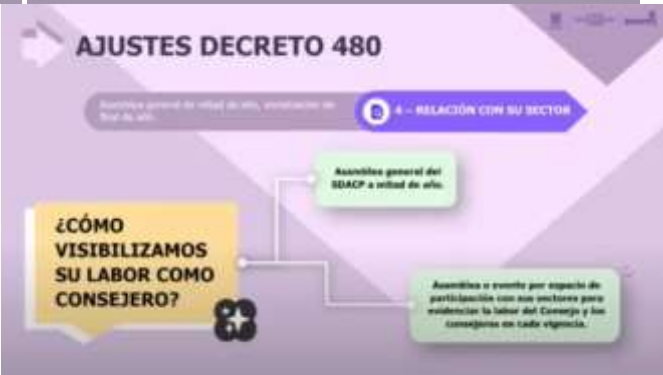 AJUSTES DECRETO 480
Asamblea general de mitad de año, socialización de
final de año.
4 – RELACIÓN CON SU SECTOR
Asamblea general del
SDACP a mitad de año.
¿CÓMO
VISIBILIZAMOS
SU LABOR COMO
CONSEJERO?
Asamblea o evento por espacio de
participación con sus sectores para
evidenciar la labor del Consejo y los
consejeros en cada vigencia.